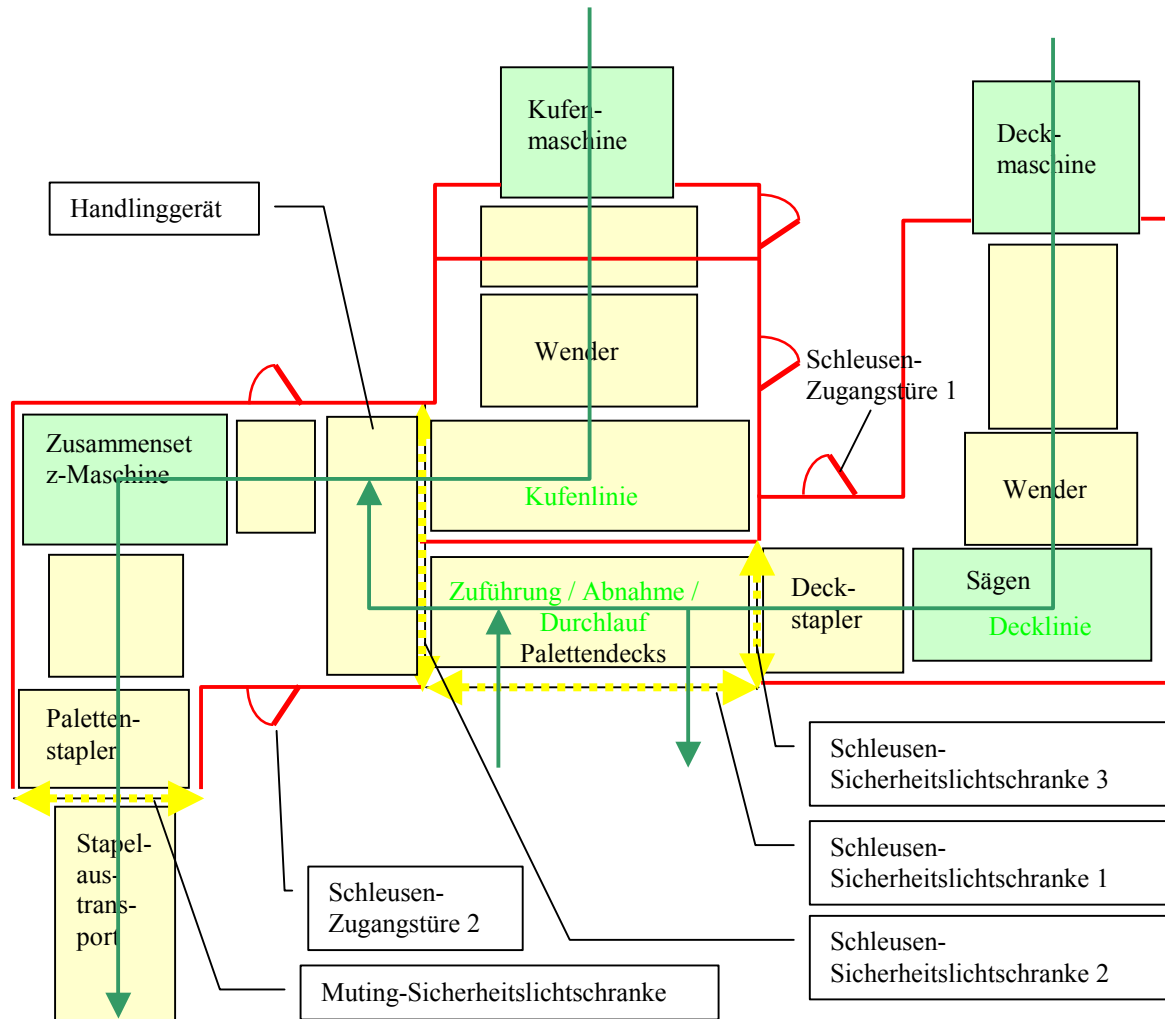 Kufen-
maschine
Deck-
maschine
Handlinggerät
Wender
Schleusen-
Zugangstüre 1
Zusammenset
z-Maschine
Kufenlinie
Wender
Zuführung / Abnahme /
Durchlauf
Palettendecks
Deck-
stapler
Sägen
Decklinie
Paletten-
stapler
Schleusen-
Sicherheitslichtschranke 3
Stapel-
aus-
trans-
port
Schleusen-
Sicherheitslichtschranke 1
Schleusen-
Zugangstüre 2
Schleusen-
Sicherheitslichtschranke 2
Muting-Sicherheitslichtschranke